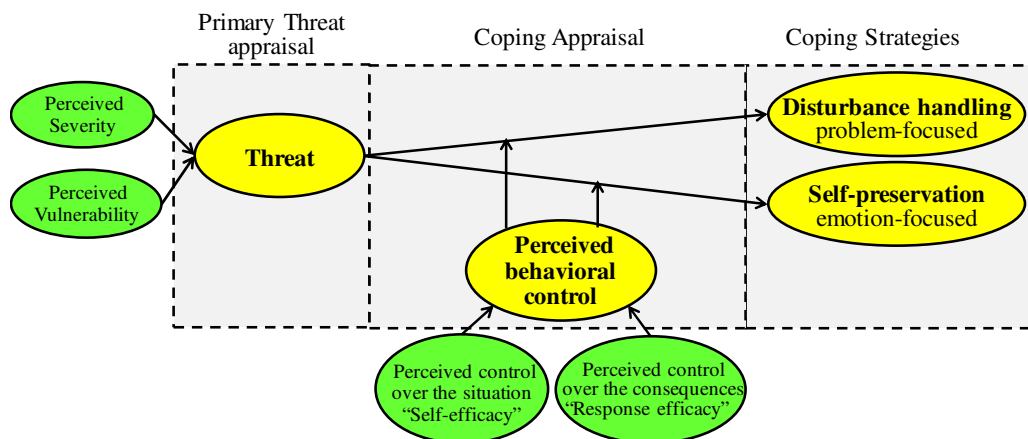 Primary Threat
appraisal
Coping Appraisal
Coping Strategies
Perceived
Severity
Perceived
Vulnerability
Threat
Disturbance handling
problem-focused
Self-preservation
emotion-focused
Perceived
behavioral
control
Perceived control
over the situation
“Self-efficacy”
Perceived control
over the consequences
“Response efficacy”